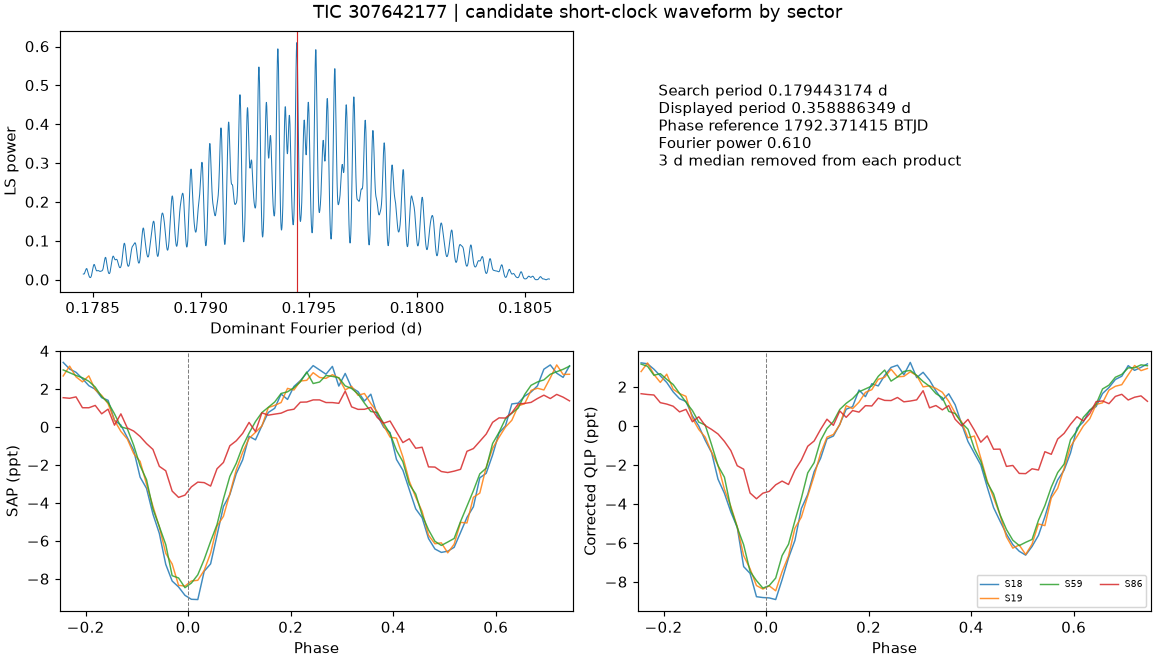 TIC 307642177 | candidate short-clock waveform by sector
LS power
0.6
0.5
0.4
0.3
0.2
0.1
0.0
0.1785 0.1790 0.1795 0.1800 0.1805
Dominant Fourier period (d)
Search period 0.179443174 d
Displayed period 0.358886349 d
Phase reference 1792.371415 BTJD
Fourier power 0.610
3 d median removed from each product
SAP (ppt)
4
2
0
−2
−4
−6
−8
−0.2 0.0 0.2 0.4 0.6
Phase
Corrected QLP (ppt)
2
0
−2
−4
−6
−8
S18 S59 S86
S19
−0.2 0.0 0.2 0.4 0.6
Phase